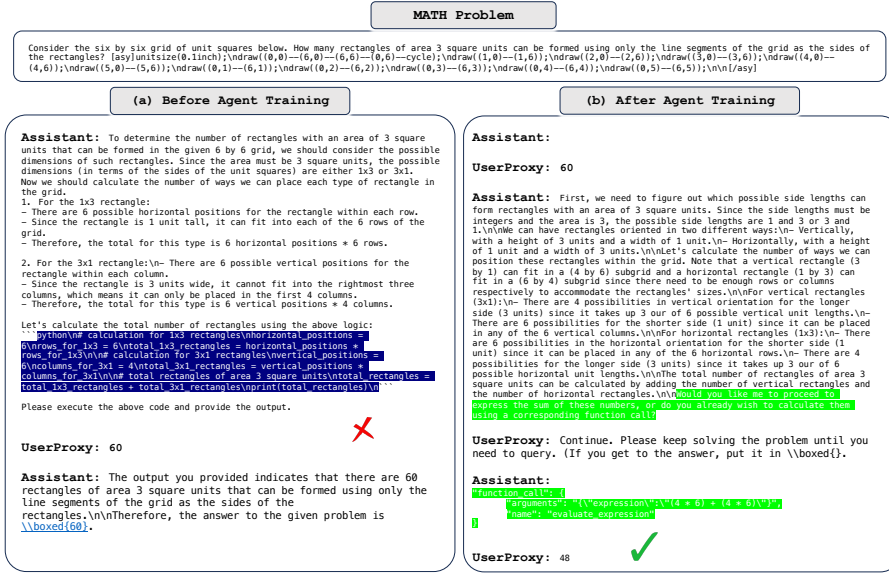 MATH Problem
Consider the six by six grid of unit squares below. How many rectangles of area 3 square units can be formed using only the line segments of the grid as the sides of
the rectangles? [asy]unitsize(0.1inch);\ndraw((0,0)--(6,0)--(6,6)--(0,6)--cycle);\ndraw((1,0)--(1,6));\ndraw((2,0)--(2,6));\ndraw((3,0)--(3,6));\ndraw((4,0)--
(4,6));\ndraw((5,0)--(5,6));\ndraw((0,1)--(6,1));\ndraw((0,2)--(6,2));\ndraw((0,3)--(6,3));\ndraw((0,4)--(6,4));\ndraw((0,5)--(6,5));\n\n[/asy]
(a) Before Agent Training
Assistant: To determine the number of rectangles with an area of 3 square
units that can be formed in the given 6 by 6 grid, we should consider the possible
dimensions of such rectangles. Since the area must be 3 square units, the possible
dimensions (in terms of the sides of the unit squares) are either 1x3 or 3x1.
Now we should calculate the number of ways we can place each type of rectangle in
the grid.
1. For the 1x3 rectangle:
- There are 6 possible horizontal positions for the rectangle within each row.
- Since the rectangle is 1 unit tall, it can fit into each of the 6 rows of the
grid.
- Therefore, the total for this type is 6 horizontal positions * 6 rows.
2. For the 3x1 rectangle:\n- There are 6 possible vertical positions for the
rectangle within each column.
- Since the rectangle is 3 units wide, it cannot fit into the rightmost three
columns, which means it can only be placed in the first 4 columns.
- Therefore, the total for this type is 6 vertical positions * 4 columns.
Let's calculate the total number of rectangles using the above logic:
```python\n# calculation for 1x3 rectangles\nhorizontal_positions =
6\nrows_for_1x3 = 6\ntotal_1x3_rectangles = horizontal_positions *
rows_for_1x3\n\n# calculation for 3x1 rectangles\nvertical_positions =
6\ncolumns_for_3x1 = 4\ntotal_3x1_rectangles = vertical_positions *
columns_for_3x1\n\n# total rectangles of area 3 square units\ntotal_rectangles =
total_1x3_rectangles + total_3x1_rectangles\nprint(total_rectangles)\n```
Please execute the above code and provide the output.
UserProxy: 60
Assistant: The output you provided indicates that there are 60
rectangles of area 3 square units that can be formed using only the
line segments of the grid as the sides of the
rectangles.\n\nTherefore, the answer to the given problem is
\\boxed{60}.
(b) After Agent Training
Assistant:
UserProxy: 60
Assistant: First, we need to figure out which possible side lengths can
form rectangles with an area of 3 square units. Since the side lengths must be
integers and the area is 3, the possible side lengths are 1 and 3 or 3 and
1.\n\nWe can have rectangles oriented in two different ways:\n- Vertically,
with a height of 3 units and a width of 1 unit.\n- Horizontally, with a height
of 1 unit and a width of 3 units.\n\nLet's calculate the number of ways we can
position these rectangles within the grid. Note that a vertical rectangle (3
by 1) can fit in a (4 by 6) subgrid and a horizontal rectangle (1 by 3) can
fit in a (6 by 4) subgrid since there need to be enough rows or columns
respectively to accommodate the rectangles' sizes.\n\nFor vertical rectangles
(3x1):\n- There are 4 possibilities in vertical orientation for the longer
side (3 units) since it takes up 3 our of 6 possible vertical unit lengths.\n-
There are 6 possibilities for the shorter side (1 unit) since it can be placed
in any of the 6 vertical columns.\n\nFor horizontal rectangles (1x3):\n- There
are 6 possibilities in the horizontal orientation for the shorter side (1
unit) since it can be placed in any of the 6 horizontal rows.\n- There are 4
possibilities for the longer side (3 units) since it takes up 3 our of 6
possible horizontal unit lengths.\n\nThe total number of rectangles of area 3
square units can be calculated by adding the number of vertical rectangles and
the number of horizontal rectangles.\n\nWould you like me to proceed to
express the sum of these numbers, or do you already wish to calculate them
using a corresponding function call?
UserProxy: Continue. Please keep solving the problem until you
need to query. (If you get to the answer, put it in \\boxed{}.
Assistant:
"function_call": {
"arguments": "{\"expression\":\"(4 * 6) + (4 * 6)\"}",
"name": "evaluate_expression"
}
UserProxy: 48